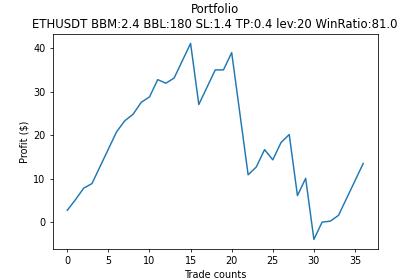 Portfolio
ETHUSDT BBM:2.4 BBL:180 SL:1.4 TP:0.4 lev:20 WinRatio:81.0
40
30
20
10
0
Profit ($)
0 5 10 15 20 25 30 35
Trade counts